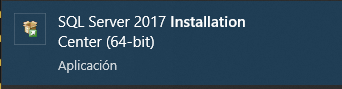 SQL Server 2017 Installation
Center (64-bit)
Aplicación